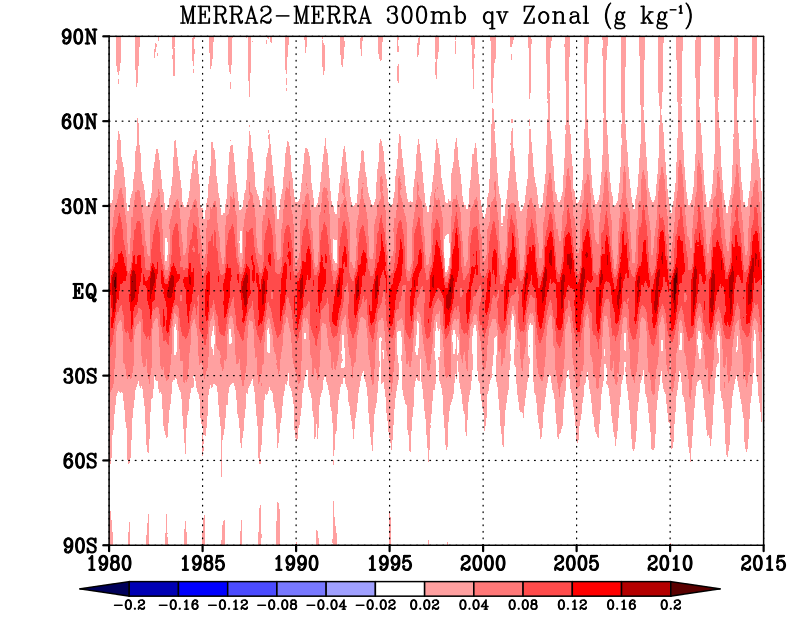 MERRA2−MERRA 300mb qv Zonal (g kg⁻¹)
90N
60N
30N
EQ
30S
60S
90S
1980 1985 1990 1995 2000 2005 2010 2015
−0.2 −0.16 −0.12 −0.08 −0.04 −0.02 0.02 0.04 0.08 0.12 0.16 0.2